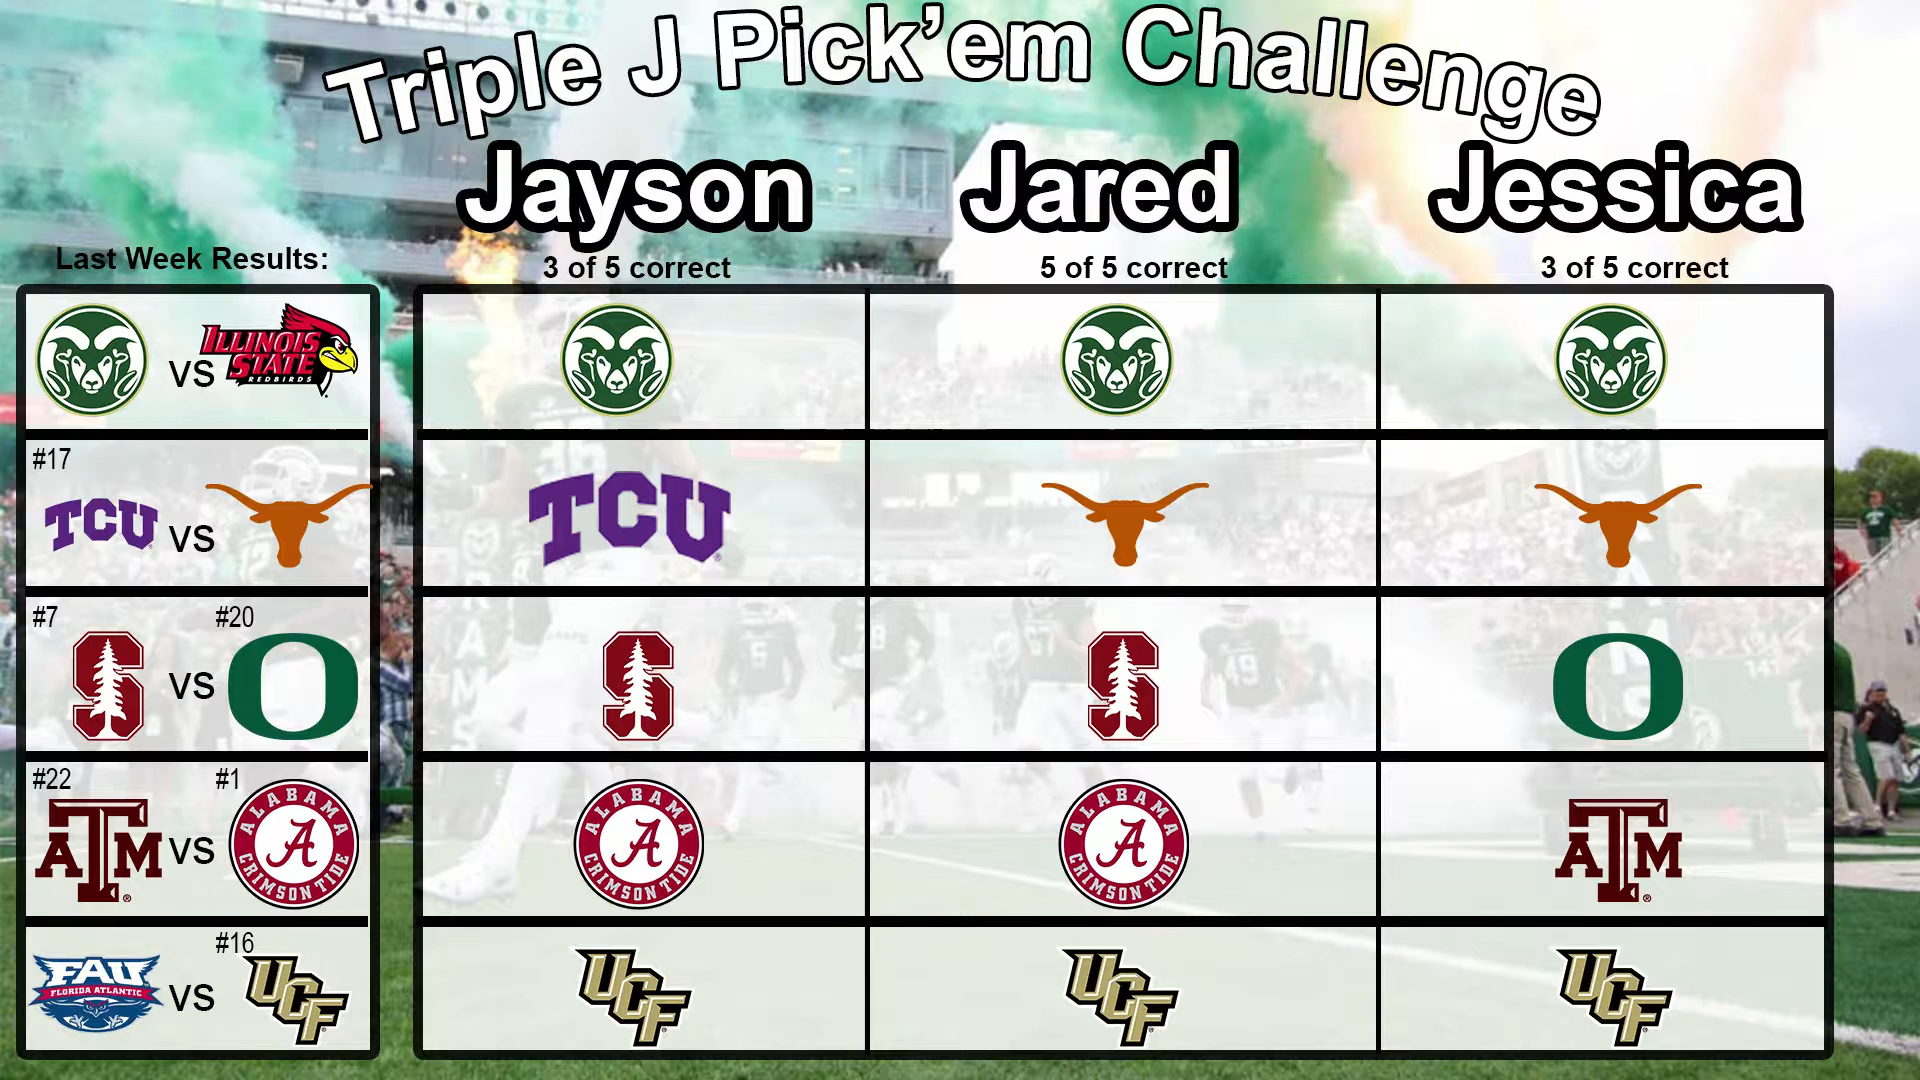 Triple J Pick’em Challenge
Jayson Jared Jessica
Last Week Results: 3 of 5 correct 5 of 5 correct 3 of 5 correct
VS ILLINOIS STATE REDBIRDS
#17
TCU VS TCU
#7 #20
S VS O S S O
#22 #1
ATM VS ALABAMA A CRIMSON TIDE ALABAMA A CRIMSON TIDE ALABAMA A CRIMSON TIDE ATM
#16
FAU FLORIDA ATLANTIC VS UCF UCF UCF UCF